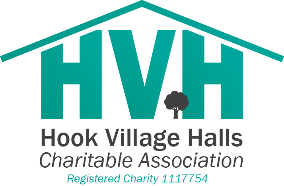 HVH
Hook Village Halls
Charitable Association
Registered Charity 1117754